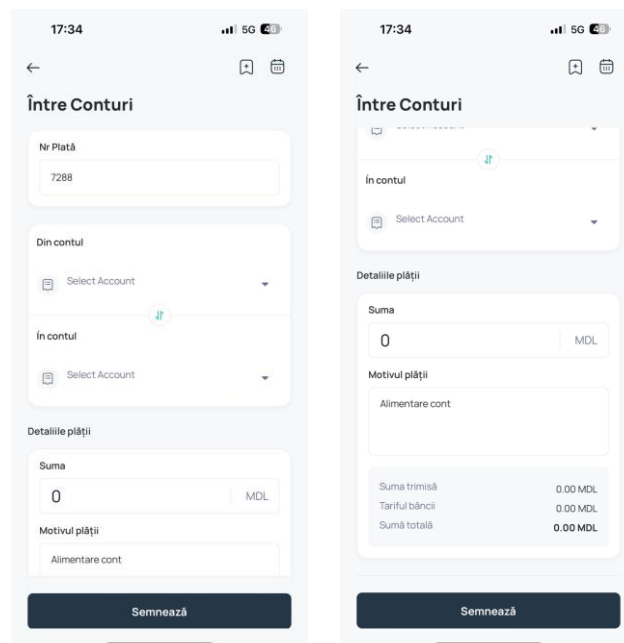 17:34
5G 46
Între Conturi
Nr Plată
7288
Din contul
Select Account
În contul
Select Account
Detaliile plății
Suma
0 MDL
Motivul plății
Alimentare cont
Semnează
17:34
5G 46
Între Conturi
În contul
Select Account
Detaliile plății
Suma
0 MDL
Motivul plății
Alimentare cont
Suma trimisă 0.00 MDL
Tariful băncii 0.00 MDL
Sumă totală 0.00 MDL
Semnează